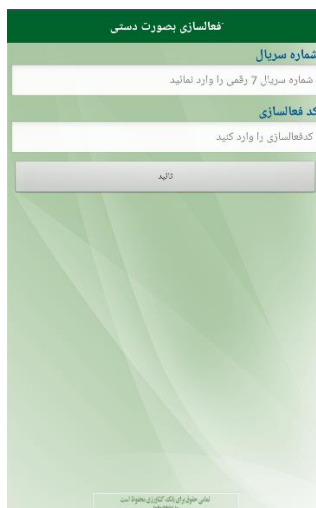 فعالسازی بصورت دستی
شماره سریال
شماره سریال 7 رقمی را وارد نمائید
کد فعالسازی
کدفعالسازی را وارد کنید
تائید
تمامی حقوق برای بانک کشاورزی محفوظ است